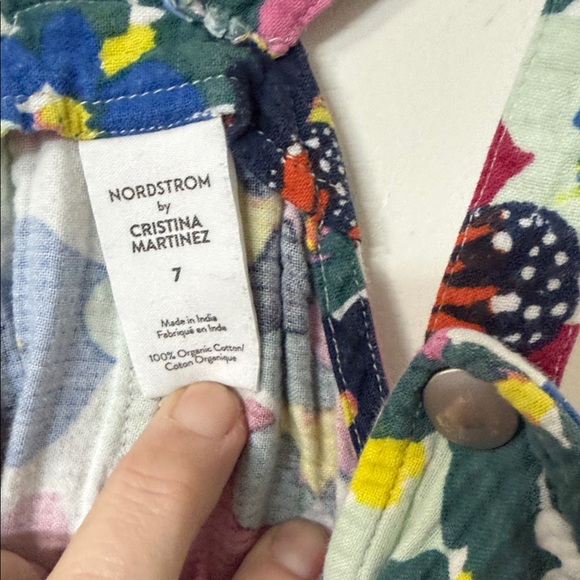 NORDSTROM
by
CRISTINA
MARTINEZ
7
Made in India
Fabriqué en Inde
100% Organic Cotton/
Coton Organique